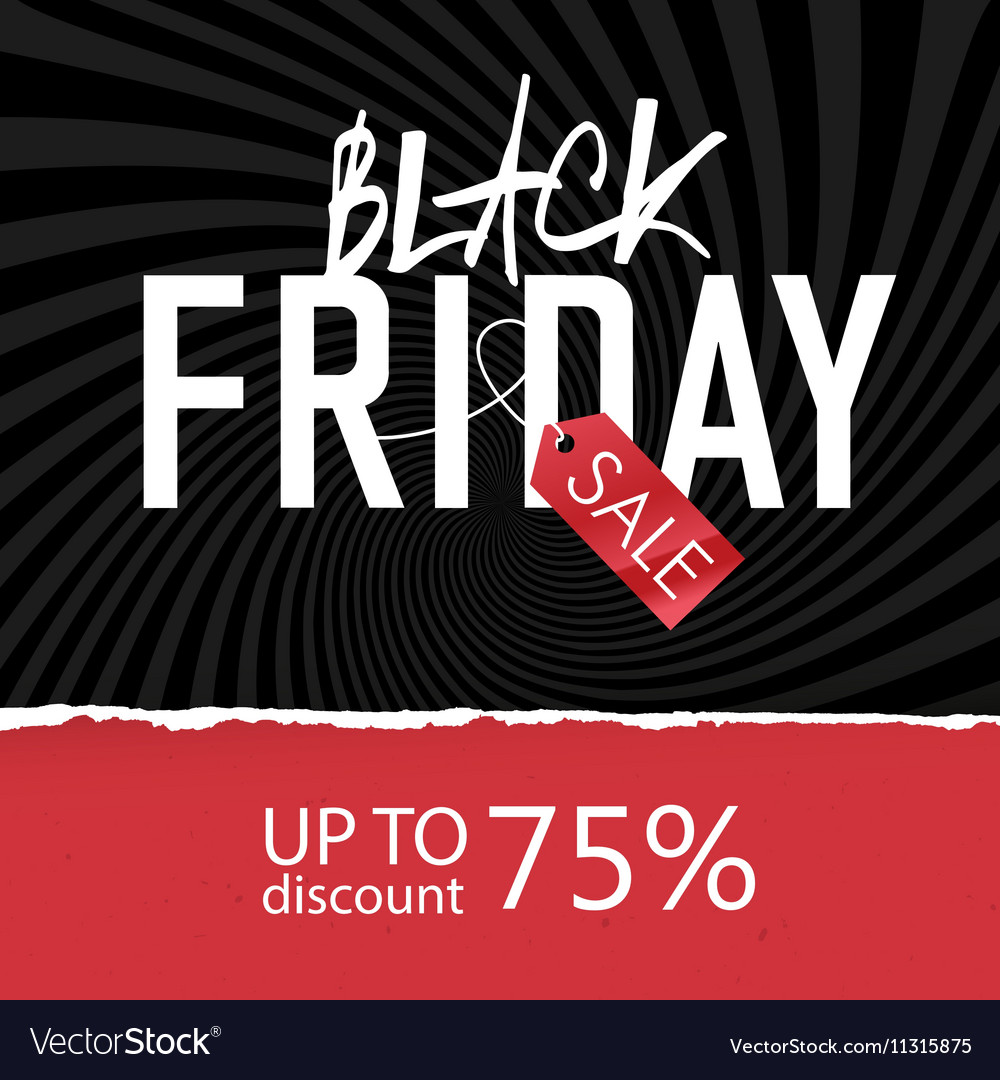 BLACK
FRIDAY
SALE
UP TO 75%
discount
VectorStock®
VectorStock.com/11315875